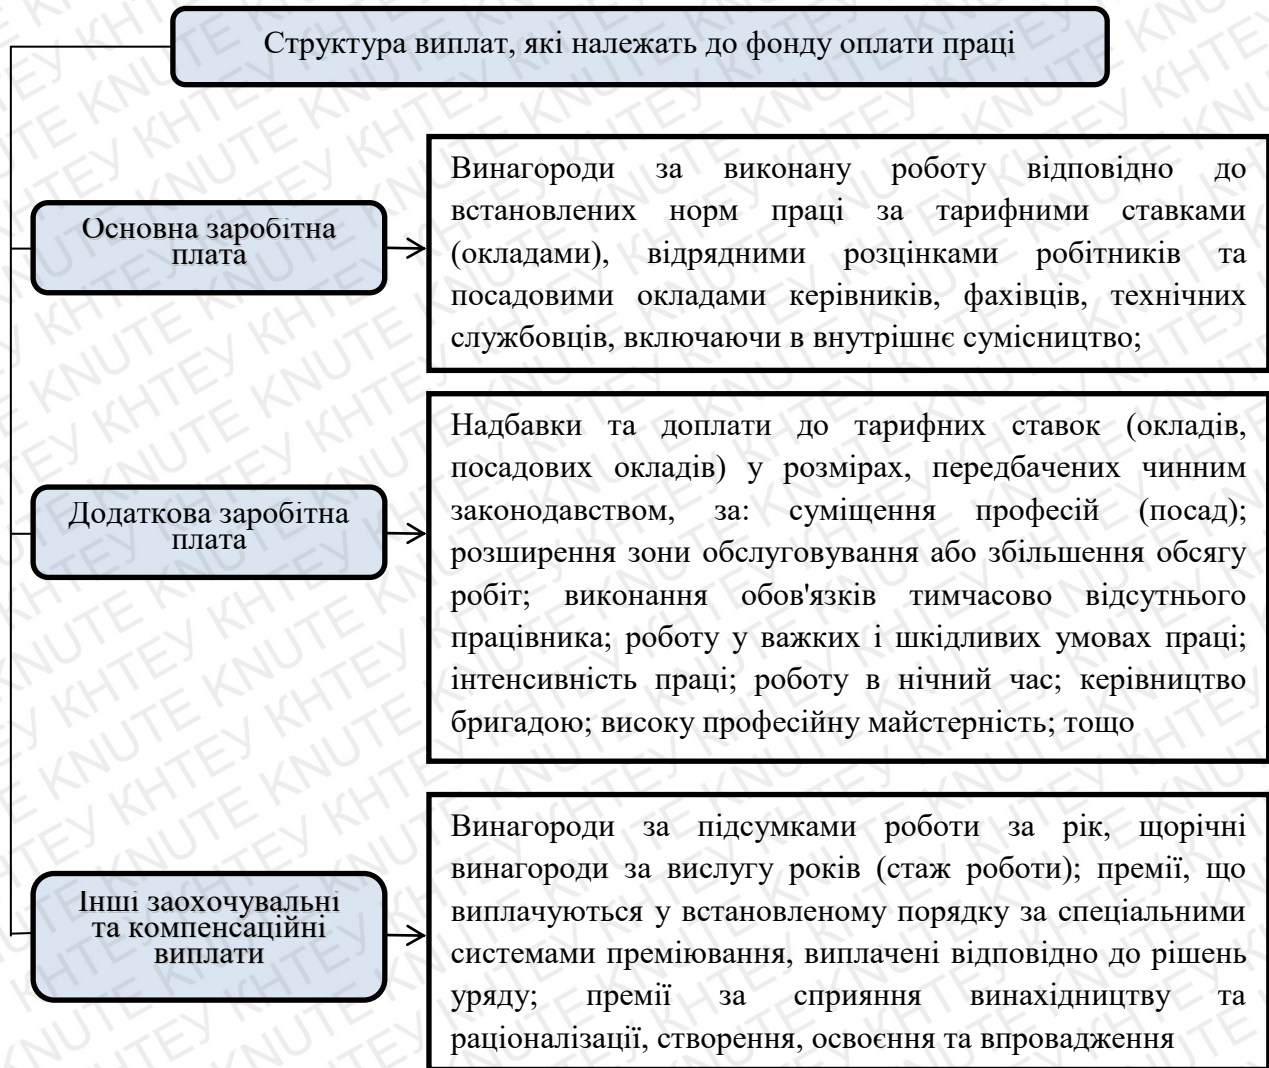 Структура виплат, які належать до фонду оплати праці
Основна заробітна
плата
Винагороди за виконану роботу відповідно до
встановлених норм праці за тарифними ставками
(окладами), відрядними розцінками робітників та
посадовими окладами керівників, фахівців, технічних
службовців, включаючи в внутрішнє сумісництво;
Додаткова заробітна
плата
Надбавки та доплати до тарифних ставок (окладів,
посадових окладів) у розмірах, передбачених чинним
законодавством, за: суміщення професій (посад);
розширення зони обслуговування або збільшення обсягу
робіт; виконання обов'язків тимчасово відсутнього
працівника; роботу у важких і шкідливих умовах праці;
інтенсивність праці; роботу в нічний час; керівництво
бригадою; високу професійну майстерність; тощо
Інші заохочувальні
та компенсаційні
виплати
Винагороди за підсумками роботи за рік, щорічні
винагороди за вислугу років (стаж роботи); премії, що
виплачуються у встановленому порядку за спеціальними
системами преміювання, виплачені відповідно до рішень
уряду; премії за сприяння винахідництву та
раціоналізації, створення, освоєння та впровадження